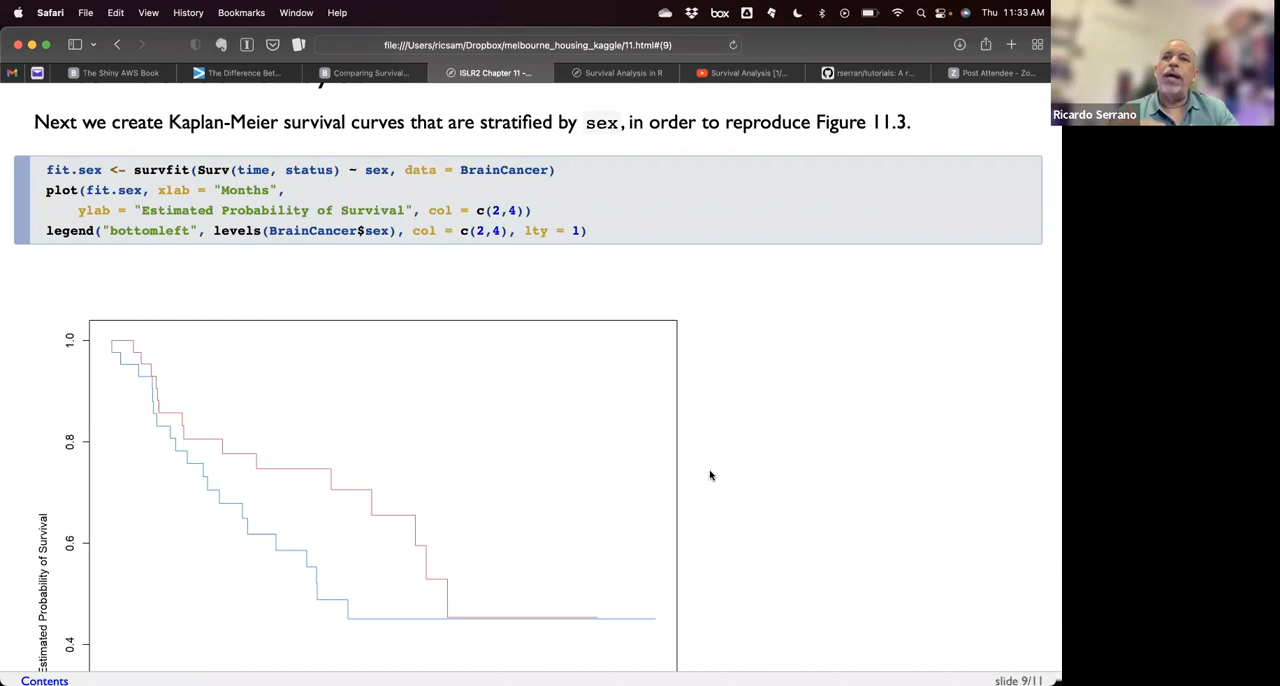 Safari File Edit View History Bookmarks Window Help box Thu 11:33 AM
file:///Users/ricsam/Dropbox/melbourne_housing_kaggle/11.html#(9)
The Shiny AWS Book The Difference Bet... Comparing Survival... ISLR2 Chapter 11 -... Survival Analysis in R Survival Analysis [1/... rserran/tutorials: A r... Post Attendee - Zo...
Ricardo Serrano
Next we create Kaplan-Meier survival curves that are stratified by sex, in order to reproduce Figure 11.3.
fit.sex <- survfit(Surv(time, status) ~ sex, data = BrainCancer)
plot(fit.sex, xlab = "Months",
ylab = "Estimated Probability of Survival", col = c(2,4))
legend("bottomleft", levels(BrainCancer$sex), col = c(2,4), lty = 1)
1.0
0.8
0.6
0.4
Estimated Probability of Survival
Contents
slide 9/11